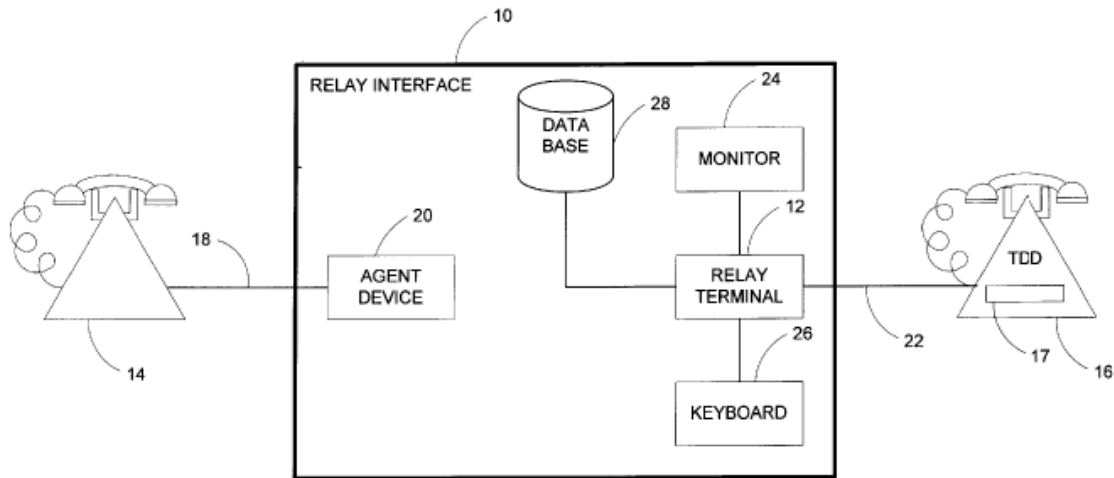 10
RELAY INTERFACE
28
DATA
BASE
24
MONITOR
12
RELAY
TERMINAL
20
AGENT
DEVICE
18
14
TDD
22
17
16
26
KEYBOARD